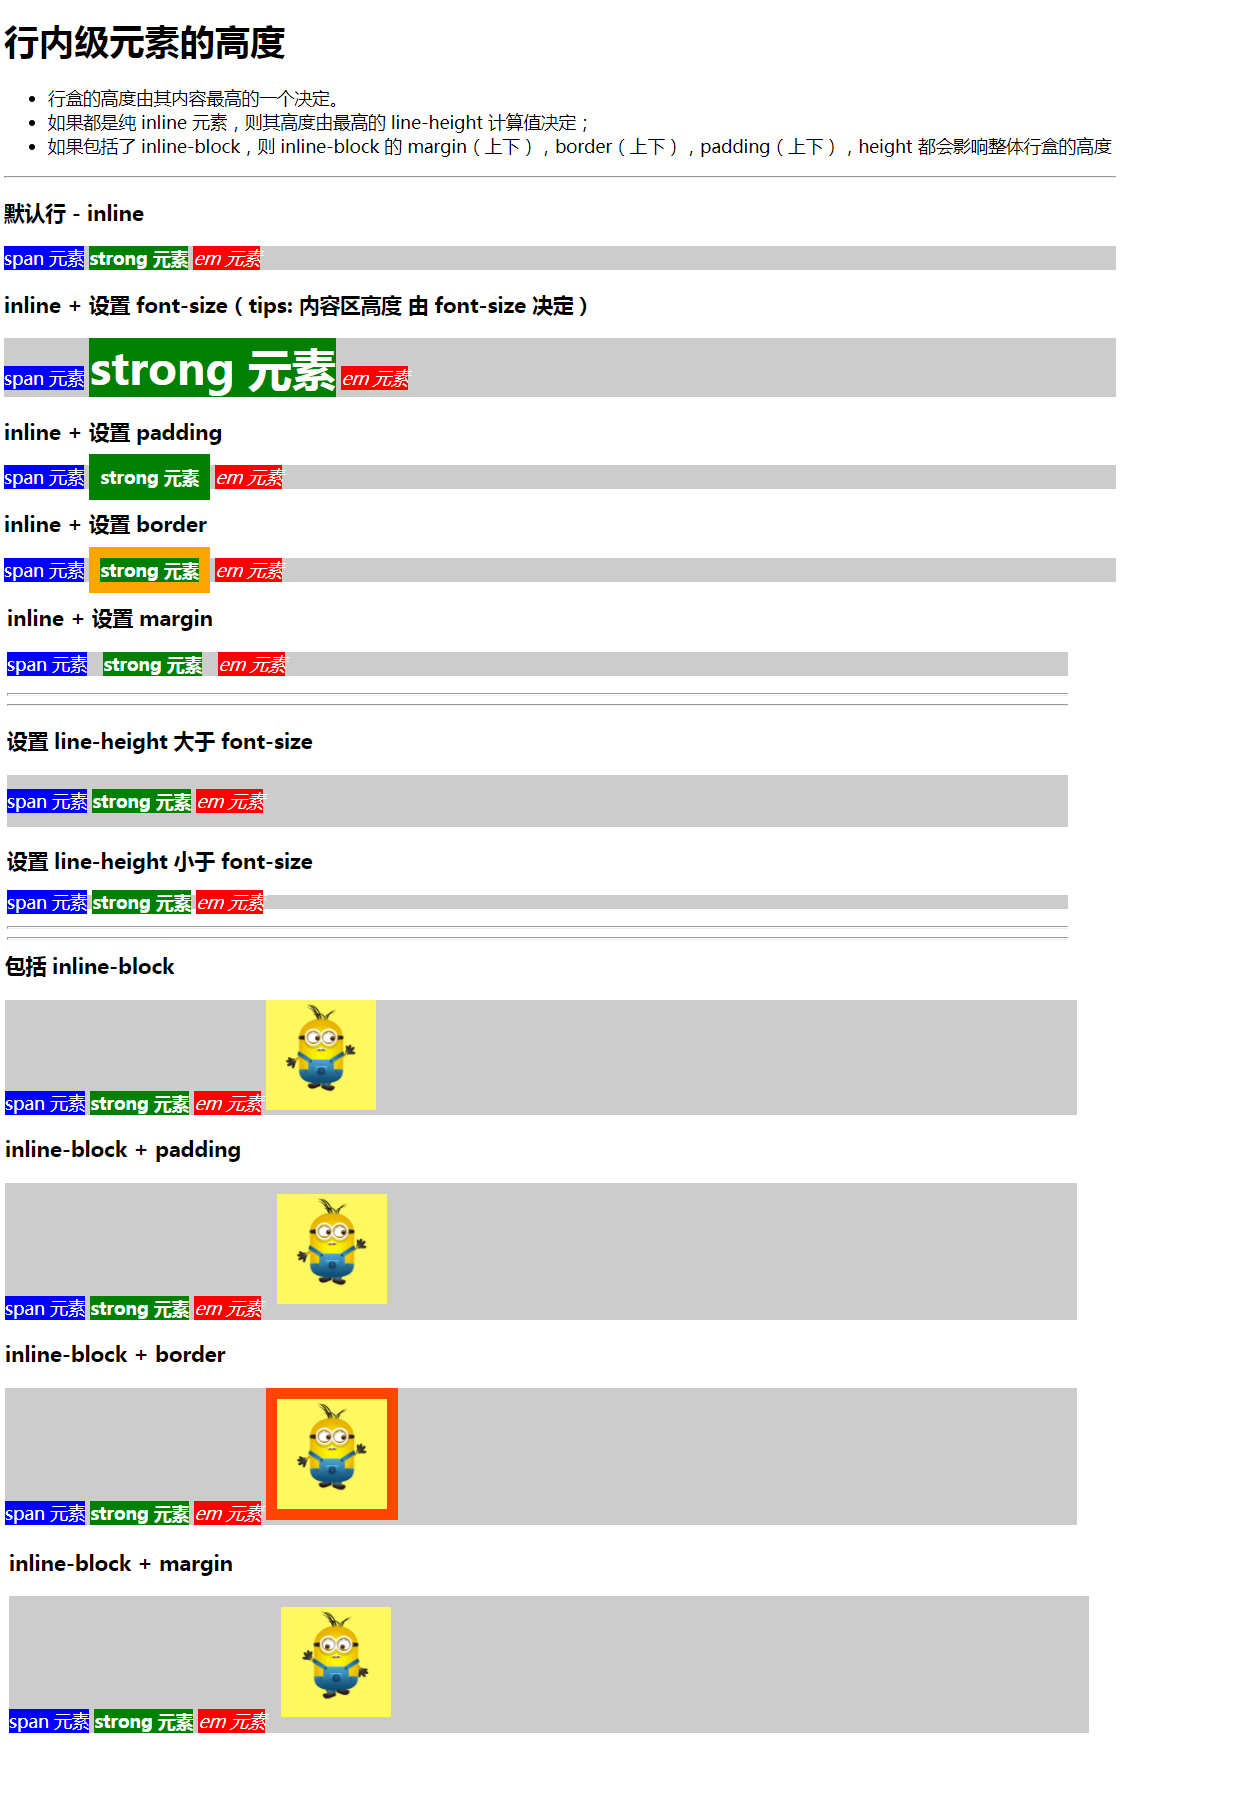 行内级元素的高度
行盒的高度由其内容最高的一个决定。
如果都是纯 inline 元素，则其高度由最高的 line-height 计算值决定；
如果包括了 inline-block，则 inline-block 的 margin（上下），border（上下），padding（上下），height 都会影响整体行盒的高度
默认行 - inline
span 元素 strong 元素 em 元素
inline + 设置 font-size（tips: 内容区高度 由 font-size 决定）
span 元素 strong 元素 em 元素
inline + 设置 padding
span 元素 strong 元素 em 元素
inline + 设置 border
span 元素 strong 元素 em 元素
inline + 设置 margin
span 元素 strong 元素 em 元素
设置 line-height 大于 font-size
span 元素 strong 元素 em 元素
设置 line-height 小于 font-size
span 元素 strong 元素 em 元素
包括 inline-block
span 元素 strong 元素 em 元素
inline-block + padding
span 元素 strong 元素 em 元素
inline-block + border
span 元素 strong 元素 em 元素
inline-block + margin
span 元素 strong 元素 em 元素